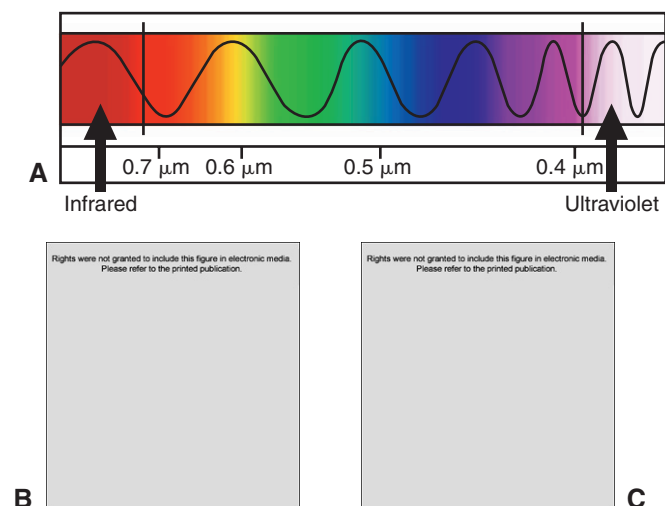 A
0.7 μm 0.6 μm 0.5 μm 0.4 μm
Infrared Ultraviolet
Rights were not granted to include this figure in electronic media.
Please refer to the printed publication.
Rights were not granted to include this figure in electronic media.
Please refer to the printed publication.
B
C